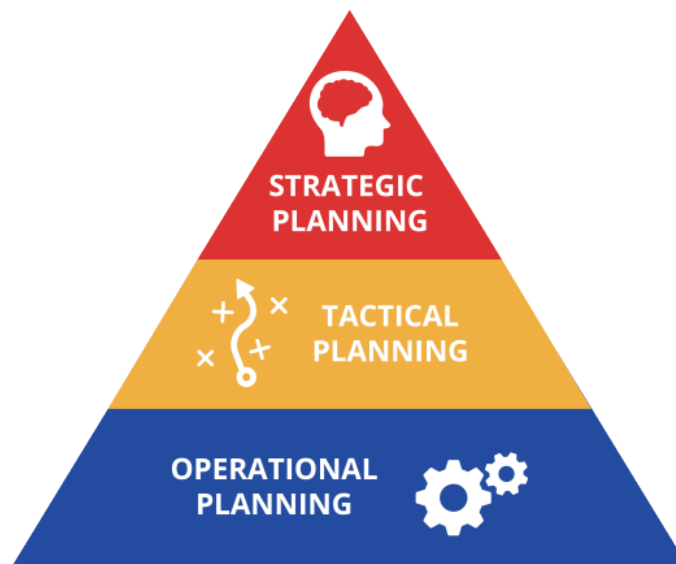 STRATEGIC
PLANNING
TACTICAL
PLANNING
OPERATIONAL
PLANNING